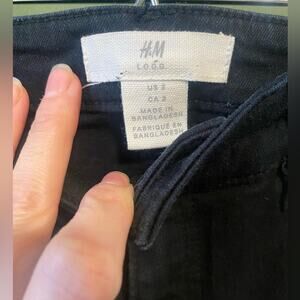 H&M
L.O.G.G.
US 2
CA 2
MADE IN
BANGLADESH
FABRIQUÉ EN
BANGLADESH